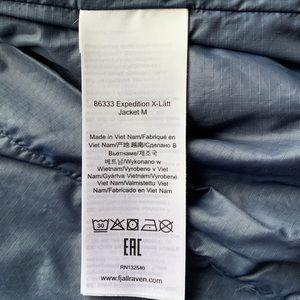 86333 Expedition X-Lätt
Jacket M
Made in Viet Nam/Fabriqué en
Viet Nam/产地 越南/Сделано В
Вьетнаме/제조국
베트남/Wykonano w
Wietnam/Vyrobeno v Viet
Nam/Gyártva Vietnám/Vyrobené
Viet Nam/Valmistettu Viet
Nam/Fabricado en Viet Nam
30
EAC
RN132540
www.fjallraven.com